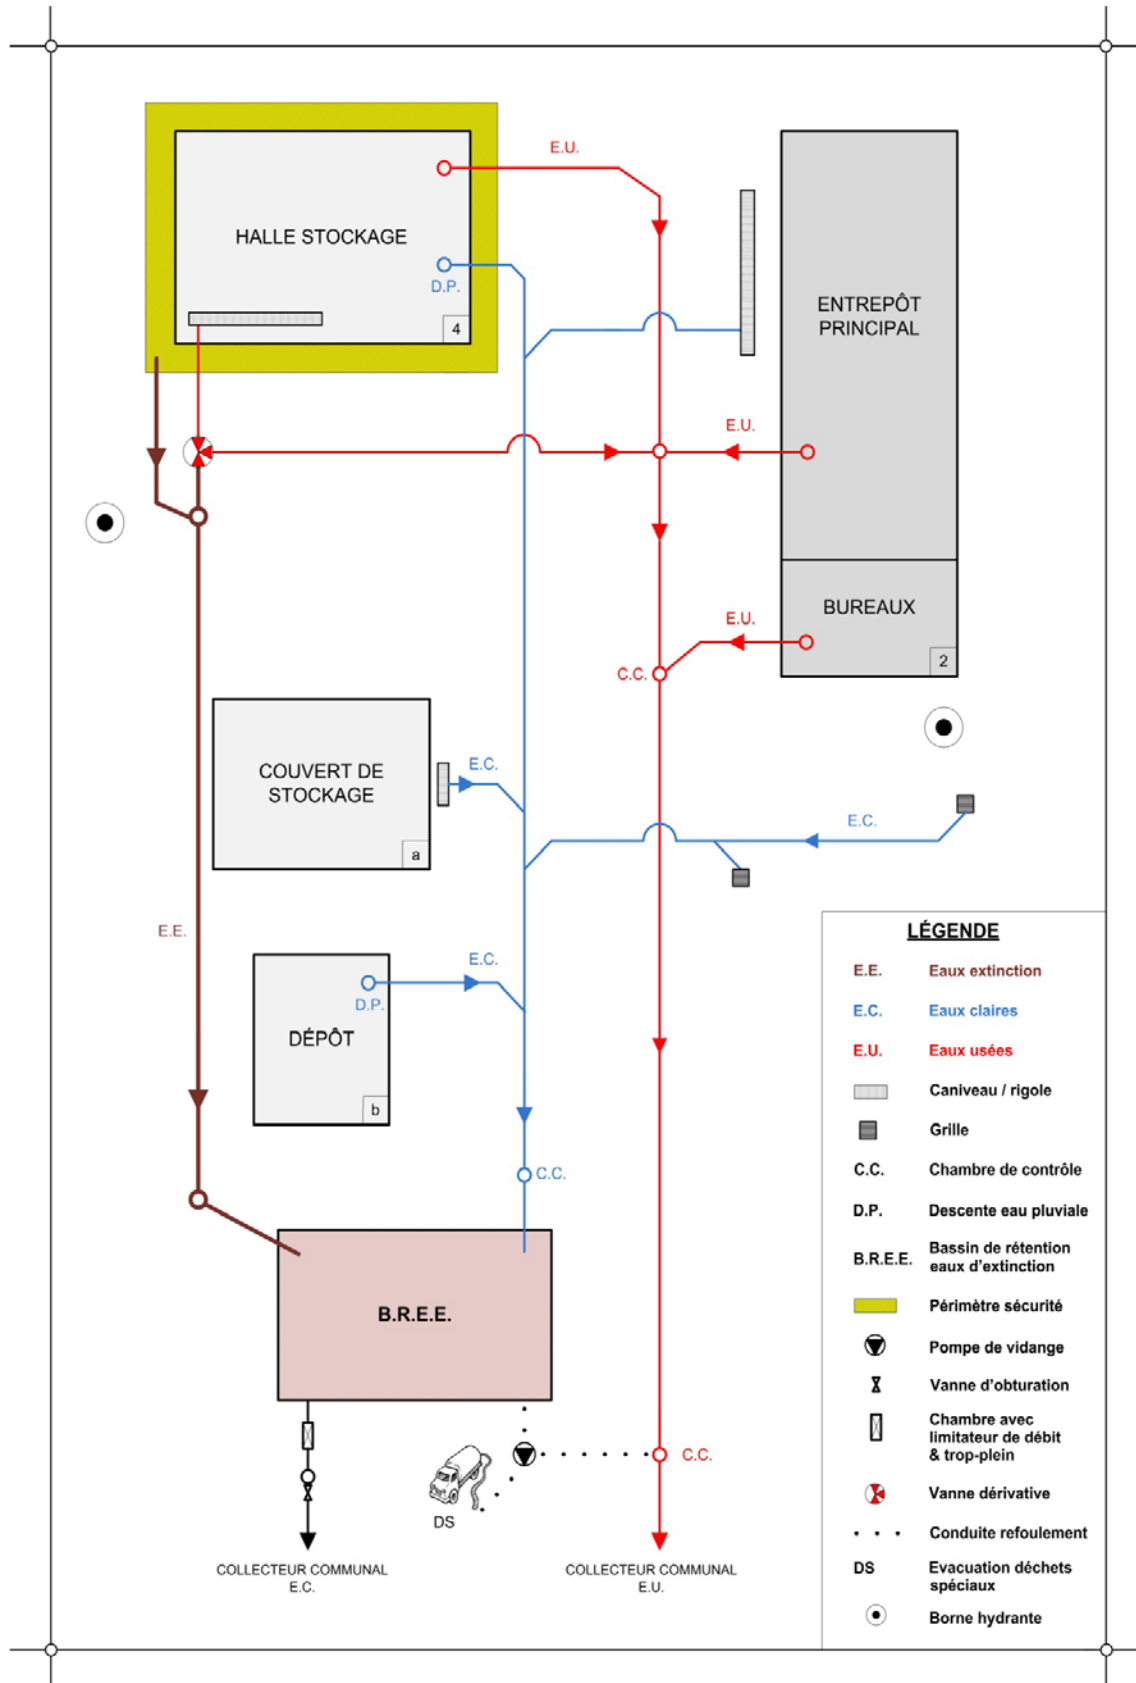 E.U.
HALLE STOCKAGE
D.P.
4
ENTREPÔT
PRINCIPAL
E.U.
BUREAUX
E.U.
2
C.C.
COUVERT DE
STOCKAGE
a
E.C.
E.C.
E.E.
E.C.
D.P.
DÉPÔT
b
C.C.
B.R.E.E.
C.C.
DS
COLLECTEUR COMMUNAL
E.C.
COLLECTEUR COMMUNAL
E.U.
LÉGENDE
E.E. Eaux extinction
E.C. Eaux claires
E.U. Eaux usées
Caniveau / rigole
Grille
C.C. Chambre de contrôle
D.P. Descente eau pluviale
B.R.E.E. Bassin de rétention
eaux d'extinction
Périmètre sécurité
Pompe de vidange
Vanne d'obturation
Chambre avec
limitateur de débit
& trop-plein
Vanne dérivative
Conduite refoulement
DS Evacuation déchets
spéciaux
Borne hydrante